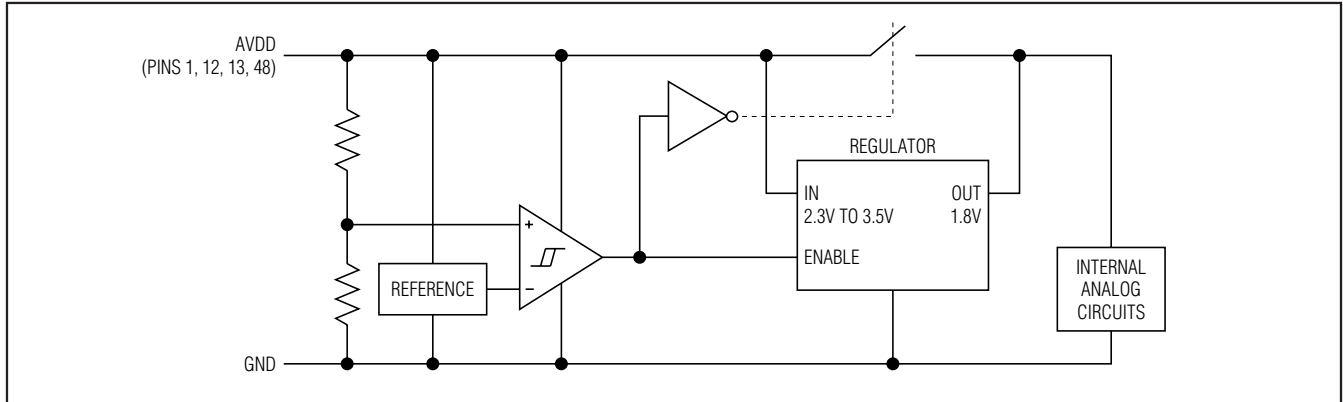 AVDD
(PINS 1, 12, 13, 48)
REGULATOR
IN
OUT
2.3V TO 3.5V
1.8V
+
ENABLE
REFERENCE
−
INTERNAL
ANALOG
CIRCUITS
GND